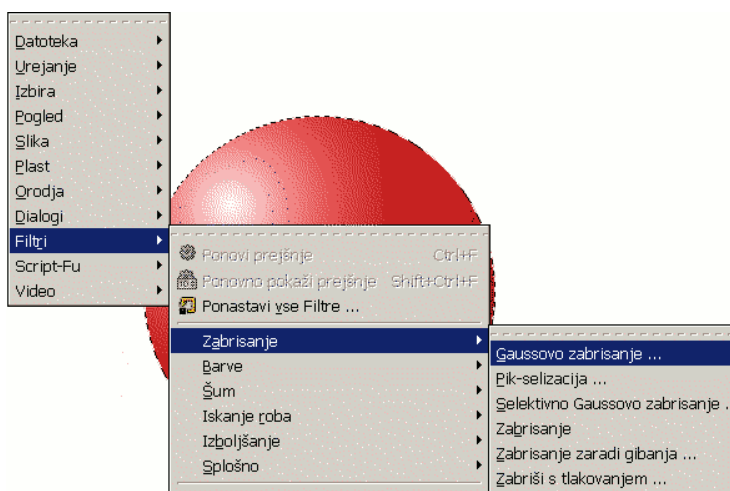 Datoteka
Urejanje
Izbira
Pogled
Slika
Plast
Orodja
Dialogi
Filtri
Script-Fu
Video
Ponovi prejšnje Ctrl+F
Ponovno pokaži prejšnje Shift+Ctrl+F
Ponastavi vse Filtre ...
Zabrisanje
Barve
Šum
Iskanje roba
Izboljšanje
Splošno
Gaussovo zabrisanje ...
Pik-selizacija ...
Selektivno Gaussovo zabrisanje .
Zabrisanje
Zabrisanje zaradi gibanja ...
Zabriši s tlakovanjem ...